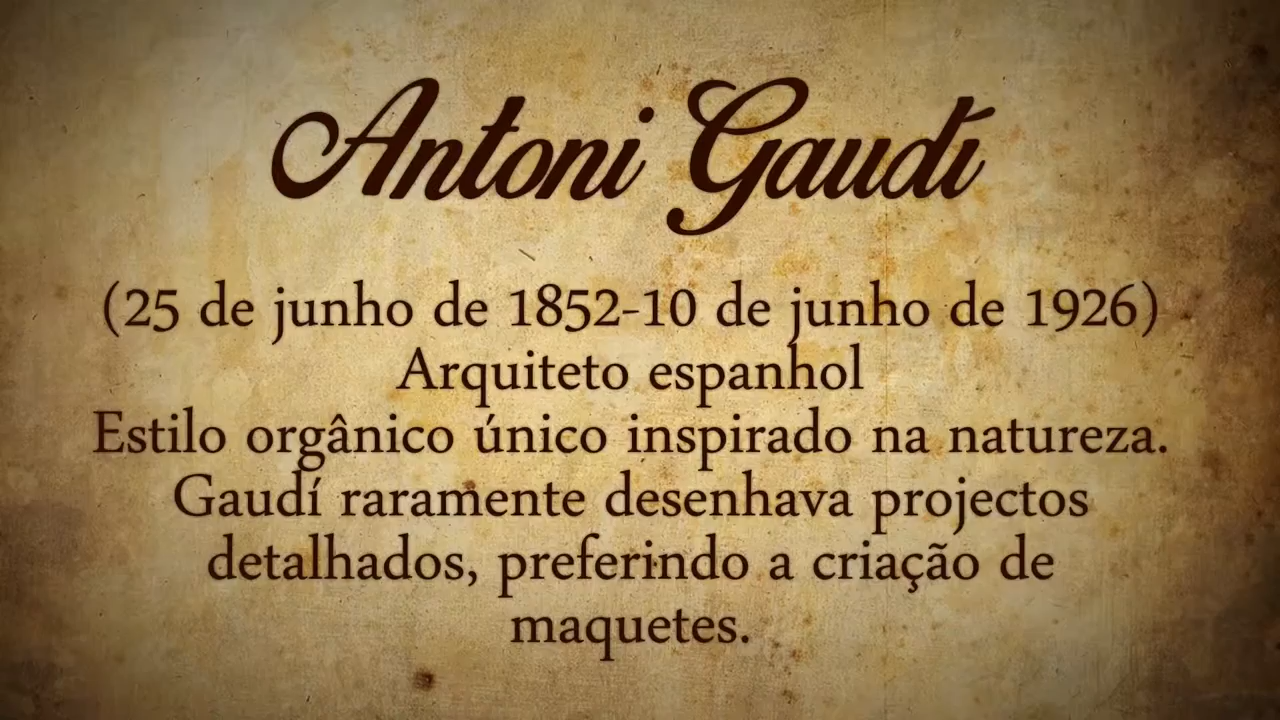 Antoni Gaudí
(25 de junho de 1852-10 de junho de 1926)
Arquiteto espanhol
Estilo orgânico único inspirado na natureza.
Gaudí raramente desenhava projectos
detalhados, preferindo a criação de
maquetes.